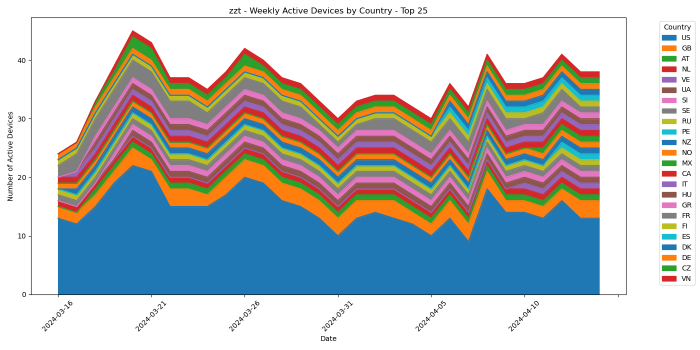 zzt - Weekly Active Devices by Country - Top 25
Number of Active Devices
40
30
20
10
0
2024-03-16
2024-03-21
2024-03-26
2024-03-31
2024-04-05
2024-04-10
Date
Country
US
GB
AT
NL
VE
UA
SI
SE
RU
PE
NZ
NO
MX
CA
IT
HU
GR
FR
FI
ES
DK
DE
CZ
VN